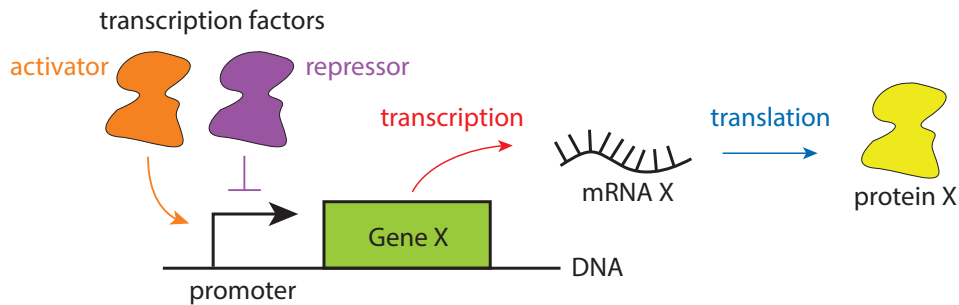 transcription factors
activator
repressor
transcription
translation
mRNA X
protein X
Gene X
DNA
promoter